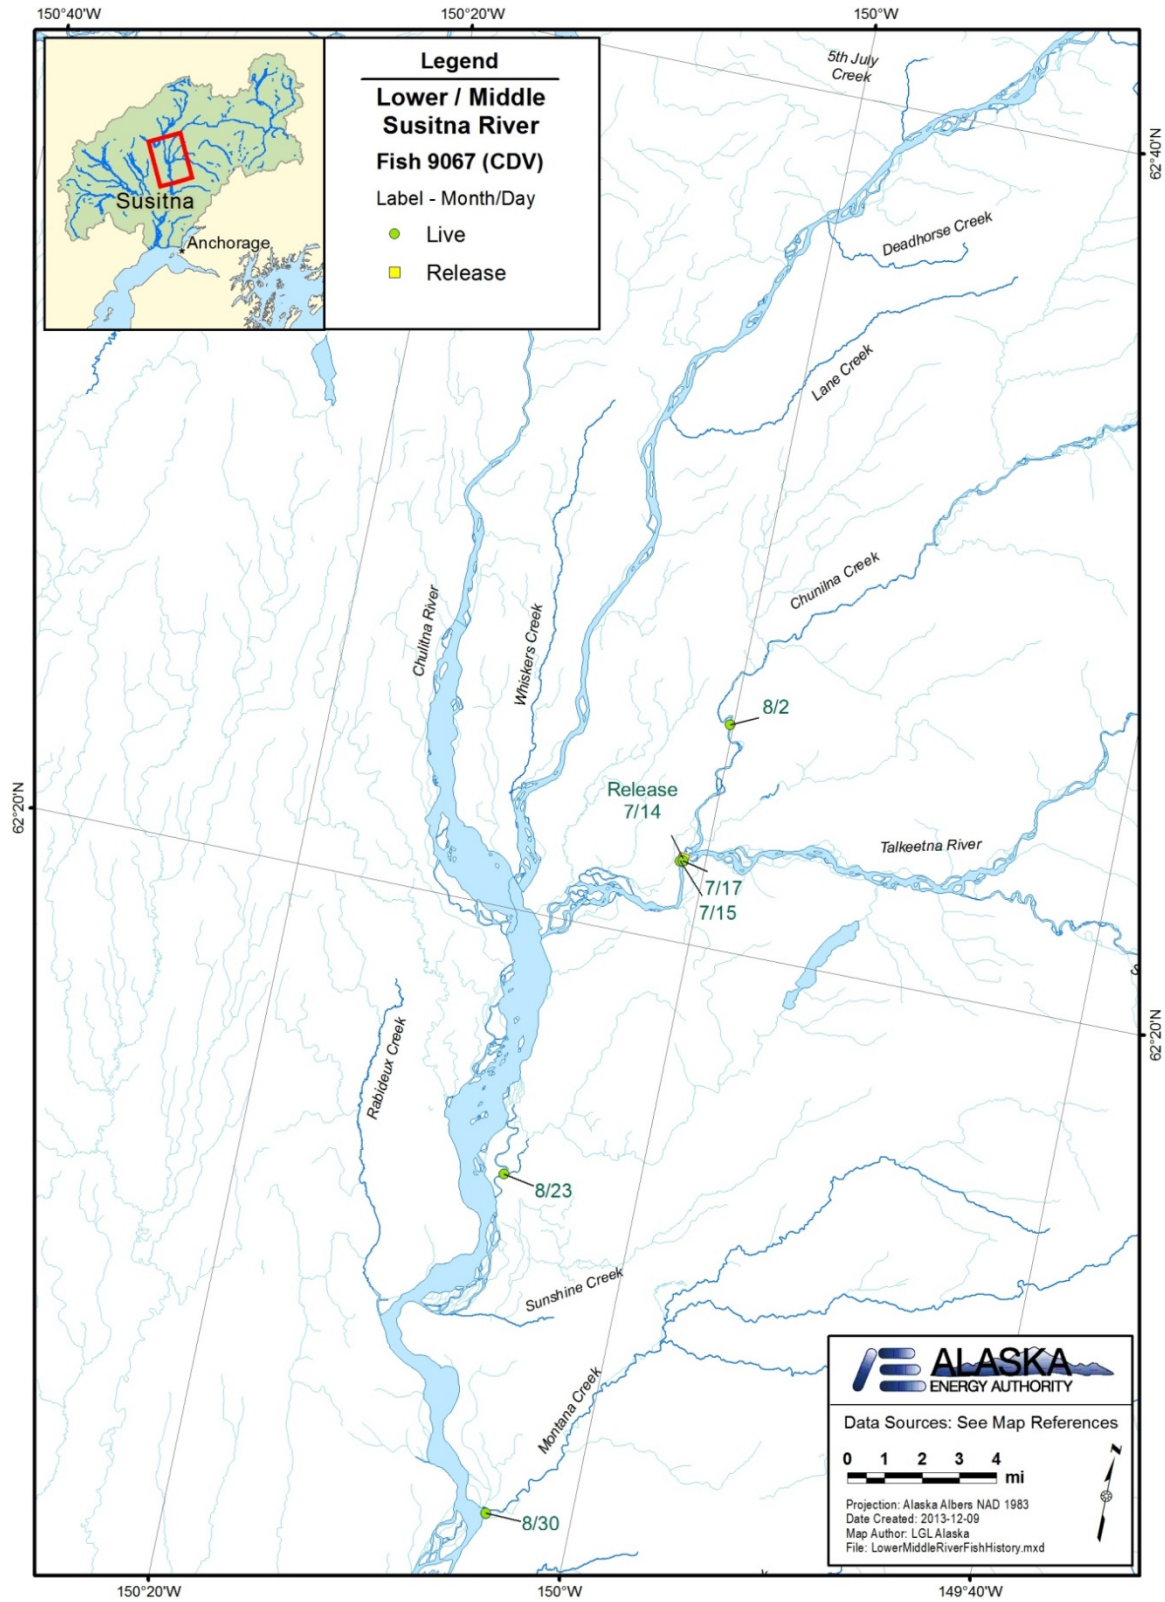 150°40'W
150°20'W
150°W
Legend
Lower / Middle
Susitna River
Fish 9067 (CDV)
Label - Month/Day
Live
Release
Susitna
Anchorage
5th July
Creek
62°40'N
Deadhorse Creek
Lane Creek
Chunilna Creek
Chulitna River
Whiskers Creek
8/2
Release
7/14
62°20'N
Talkeetna River
7/17
7/15
Rabideux Creek
62°20'N
8/23
Sunshine Creek
Montana Creek
8/30
ALASKA
ENERGY AUTHORITY
Data Sources: See Map References
0 1 2 3 4
mi
N
Projection: Alaska Albers NAD 1983
Date Created: 2013-12-09
Map Author: LGL Alaska
File: LowerMiddleRiverFishHistory.mxd
150°20'W
150°W
149°40'W